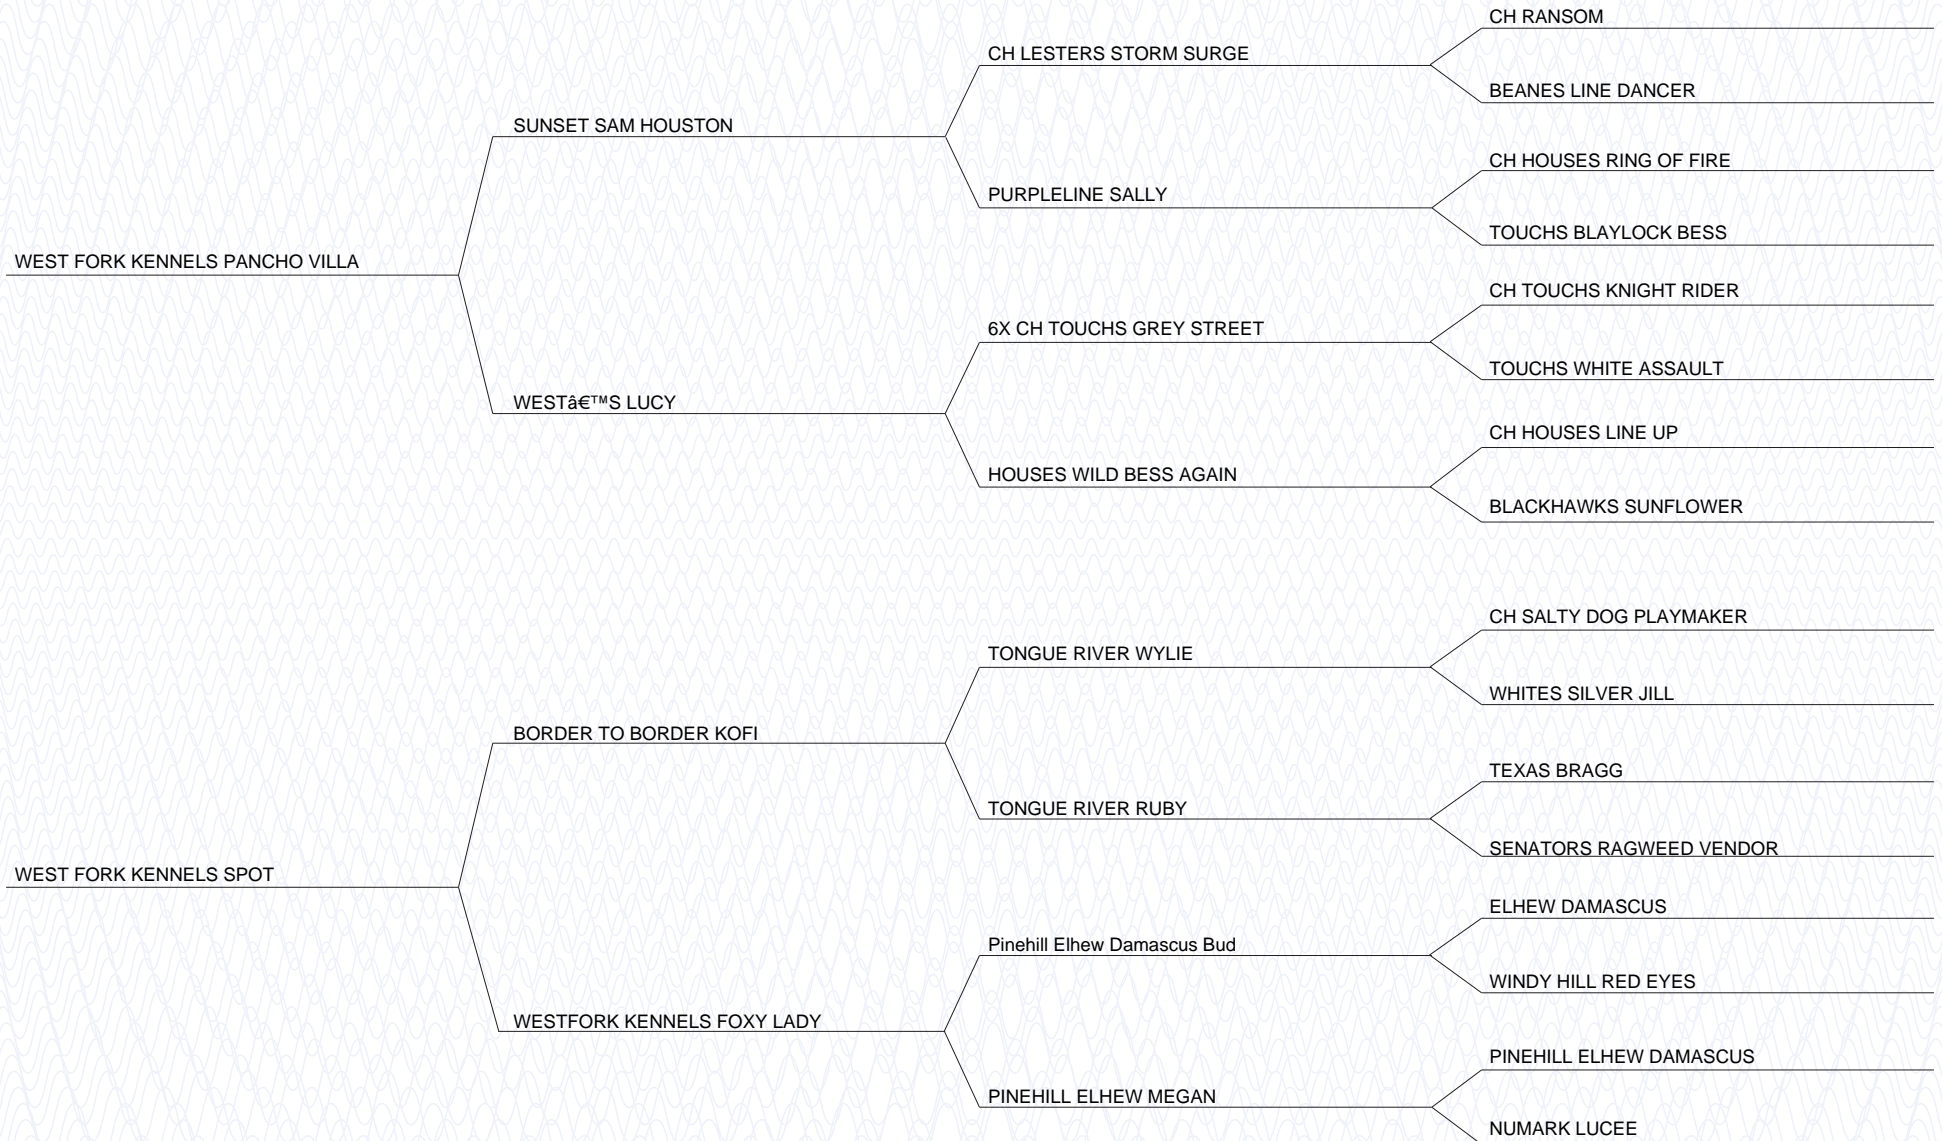 CH RANSOM
CH LESTERS STORM SURGE
BEANES LINE DANCER
SUNSET SAM HOUSTON
CH HOUSES RING OF FIRE
PURPLELINE SALLY
TOUCHS BLAYLOCK BESS
WEST FORK KENNELS PANCHO VILLA
CH TOUCHS KNIGHT RIDER
6X CH TOUCHS GREY STREET
TOUCHS WHITE ASSAULT
WESTâ€™S LUCY
CH HOUSES LINE UP
HOUSES WILD BESS AGAIN
BLACKHAWKS SUNFLOWER
CH SALTY DOG PLAYMAKER
TONGUE RIVER WYLIE
WHITES SILVER JILL
BORDER TO BORDER KOFI
TEXAS BRAGG
TONGUE RIVER RUBY
SENATORS RAGWEED VENDOR
WEST FORK KENNELS SPOT
ELHEW DAMASCUS
Pinehill Elhew Damascus Bud
WINDY HILL RED EYES
WESTFORK KENNELS FOXY LADY
PINEHILL ELHEW DAMASCUS
PINEHILL ELHEW MEGAN
NUMARK LUCEE